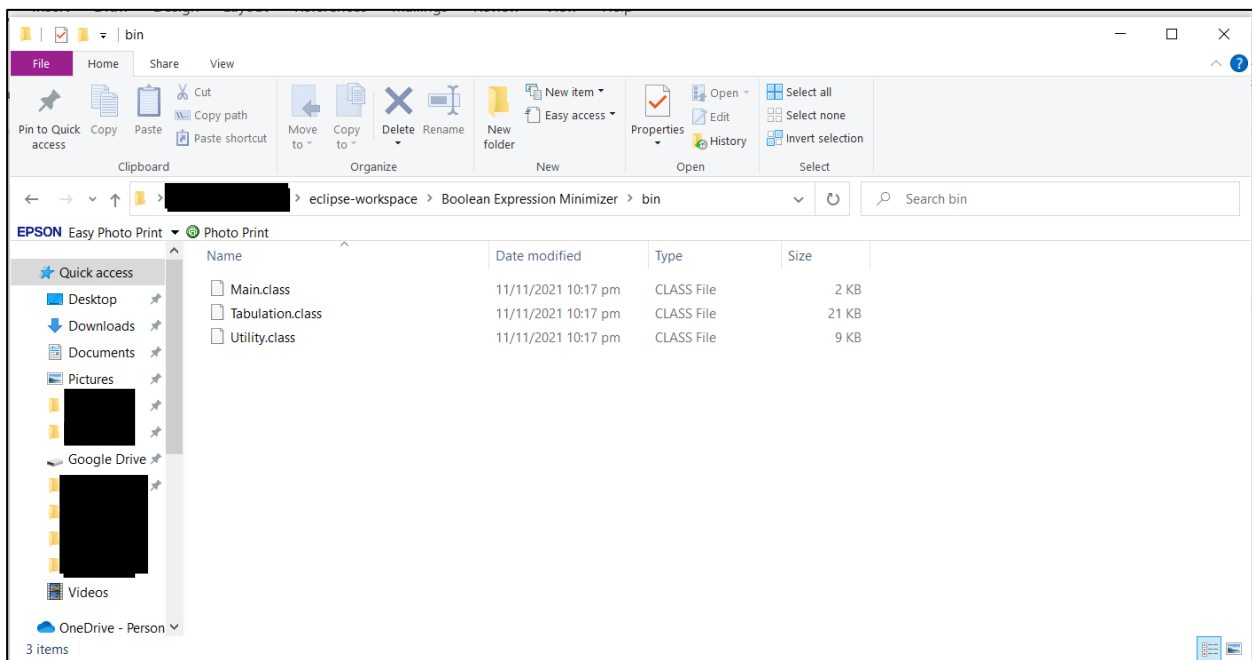 bin
File Home Share View
Pin to Quick access
Copy
Paste
Cut
Copy path
Paste shortcut
Clipboard
Move to
Copy to
Delete
Rename
Organize
New folder
New item
Easy access
New
Properties
Open
Edit
History
Open
Select all
Select none
Invert selection
Select
eclipse-workspace > Boolean Expression Minimizer > bin
Search bin
EPSON Easy Photo Print Photo Print
Name Date modified Type Size
Main.class 11/11/2021 10:17 pm CLASS File 2 KB
Tabulation.class 11/11/2021 10:17 pm CLASS File 21 KB
Utility.class 11/11/2021 10:17 pm CLASS File 9 KB
Quick access
Desktop
Downloads
Documents
Pictures
Google Drive
Videos
OneDrive - Person
3 items